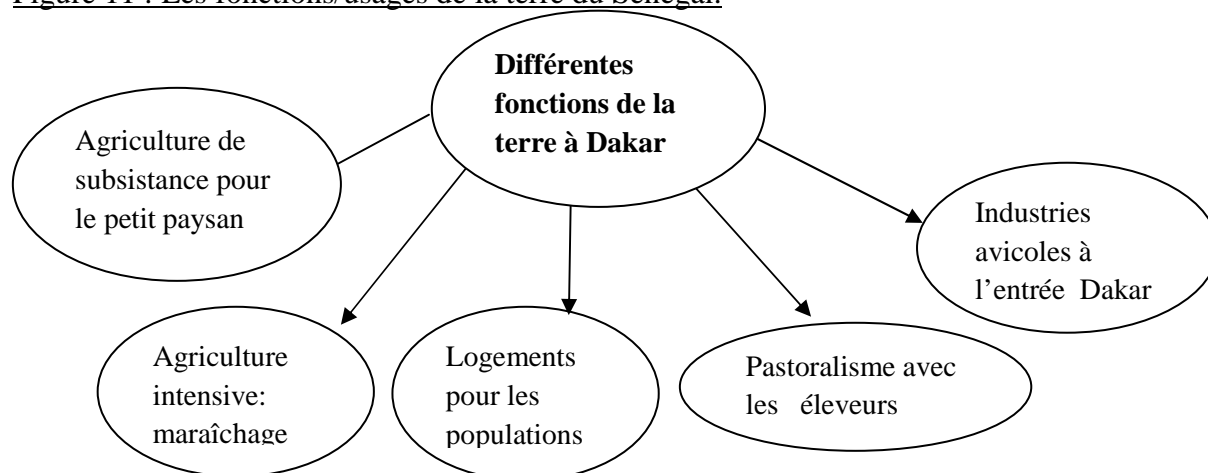 Figure 11 : Les fonctions/usages de la terre du Sénégal.
Différentes
fonctions de la
terre à Dakar
Agriculture de
subsistance pour
le petit paysan
Industries
avicoles à
l’entrée Dakar
Agriculture
intensive:
maraîchage
Logements
pour les
populations
Pastoralisme avec
les éleveurs